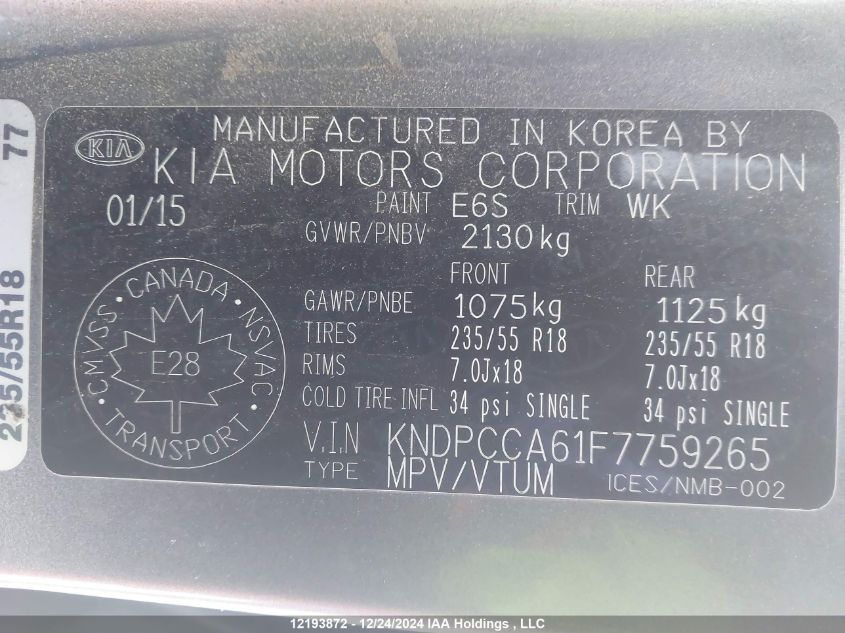 MANUFACTURED IN KOREA BY
KIA KIA MOTORS CORPORATION
01/15 PAINT E6S TRIM WK
GVWR/PNBV 2130kg
FRONT REAR
GAWR/PNBE 1075kg 1125kg
TIRES 235/55 R18 235/55 R18
RIMS 7.0Jx18 7.0Jx18
COLD TIRE INFL 34 psi SINGLE 34 psi SINGLE
V.I.N KNDPCCA61F7759265
TYPE MPV/VTUM ICES/NMB-002
CANADA
CMVSS · NSVAC
E28
TRANSPORT
235/55R18 77
12193872 - 12/24/2024 IAA Holdings , LLC